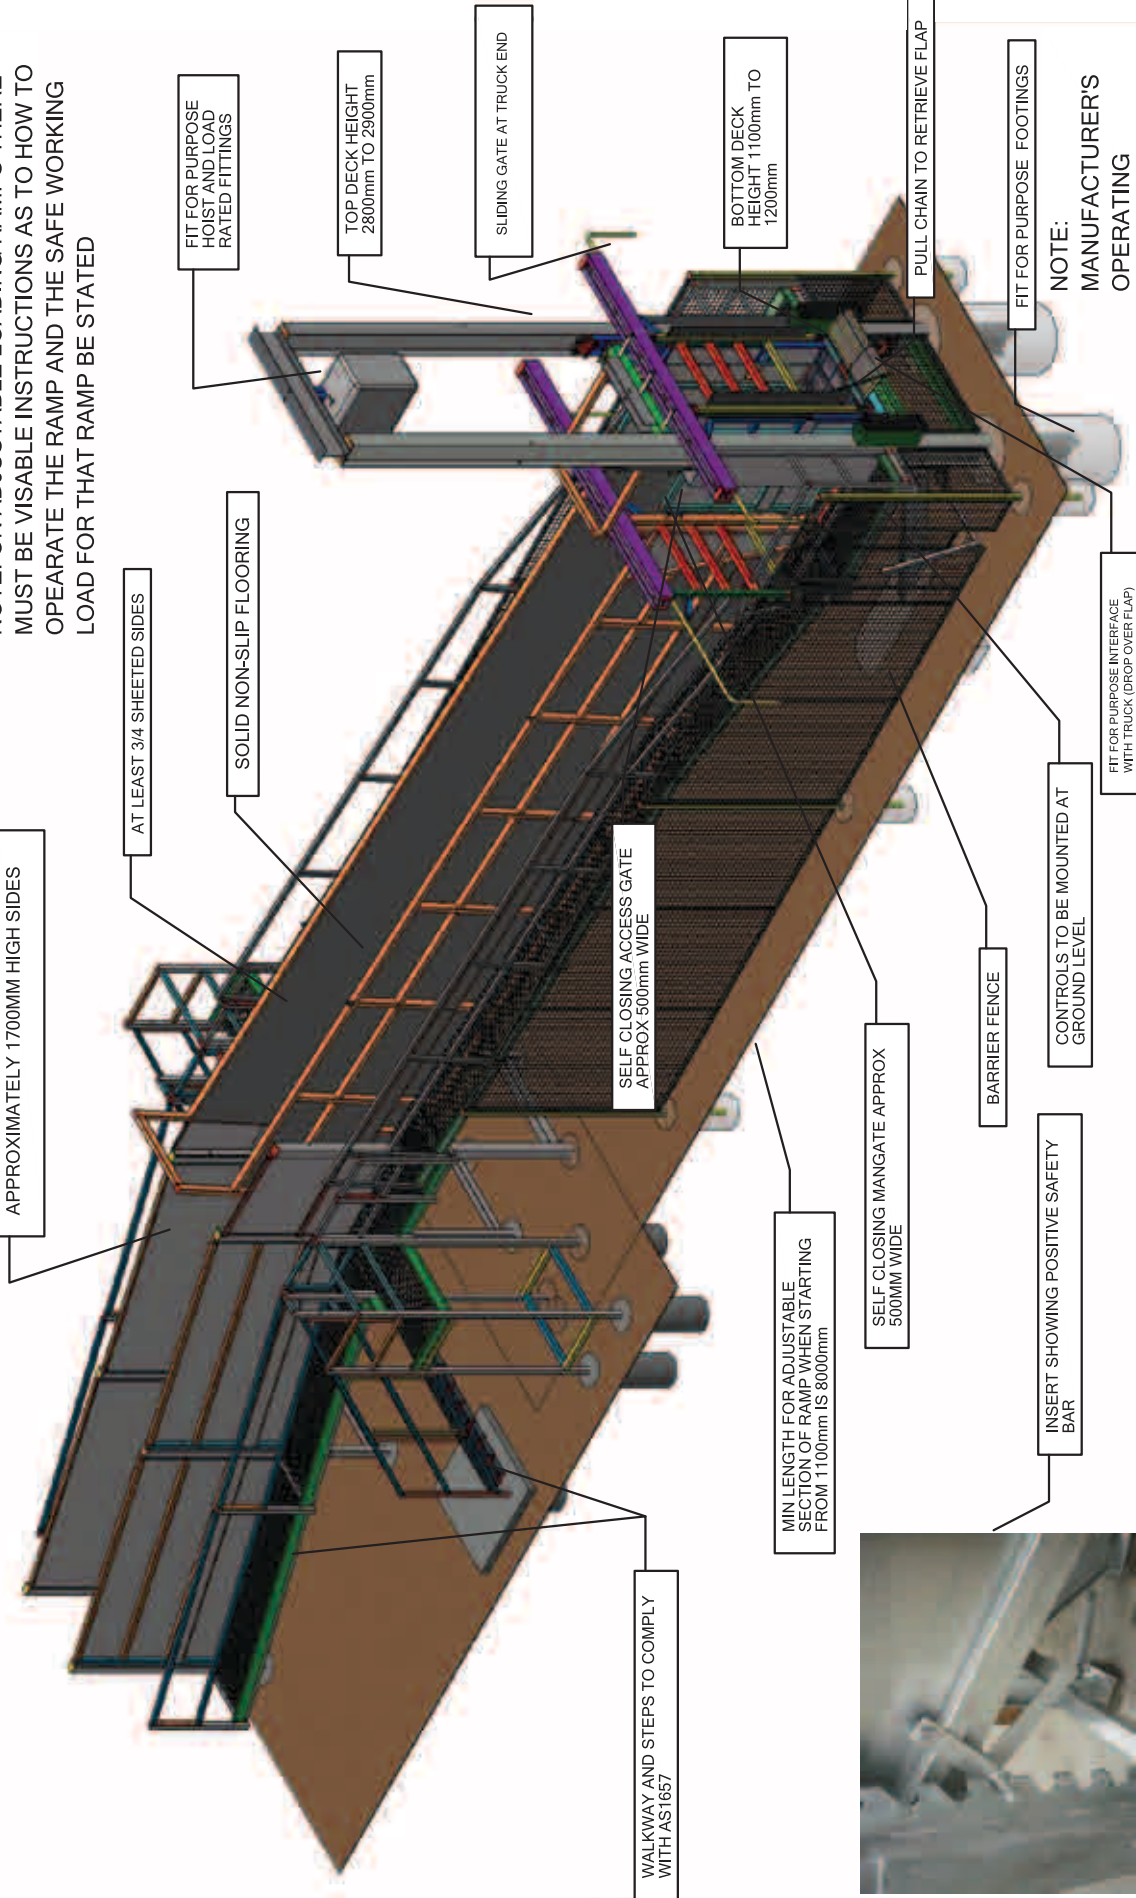 MUST BE VISABLE INSTRUCTIONS AS TO HOW TO
OPEARATE THE RAMP AND THE SAFE WORKING
LOAD FOR THAT RAMP BE STATED
APPROXIMATELY 1700MM HIGH SIDES
AT LEAST 3/4 SHEETED SIDES
SOLID NON-SLIP FLOORING
FIT FOR PURPOSE
HOIST AND LOAD
RATED FITTINGS
TOP DECK HEIGHT
2800mm TO 2900mm
SLIDING GATE AT TRUCK END
BOTTOM DECK
HEIGHT 1100mm TO
1200mm
PULL CHAIN TO RETRIEVE FLAP
FIT FOR PURPOSE FOOTINGS
NOTE:
MANUFACTURER'S
OPERATING
FIT FOR PURPOSE INTERFACE
WITH TRUCK (DROP OVER FLAP)
CONTROLS TO BE MOUNTED AT
GROUND LEVEL
BARRIER FENCE
SELF CLOSING ACCESS GATE
APPROX 500mm WIDE
SELF CLOSING MANGATE APPROX
500MM WIDE
MIN LENGTH FOR ADJUSTABLE
SECTION OF RAMP WHEN STARTING
FROM 1100mm IS 8000mm
INSERT SHOWING POSITIVE SAFETY
BAR
WALKWAY AND STEPS TO COMPLY
WITH AS1657